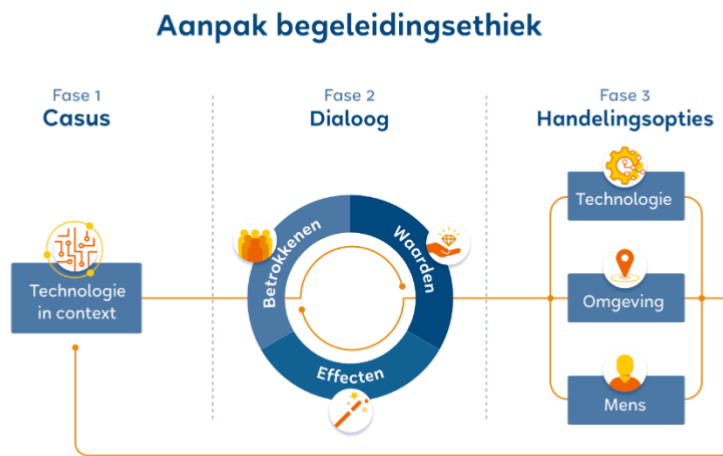 Aanpak begeleidingsethiek
Fase 1
Casus
Technologie
in context
Fase 2
Dialoog
Betrokkenen
Waarden
Effecten
Fase 3
Handelingsopties
Technologie
Omgeving
Mens